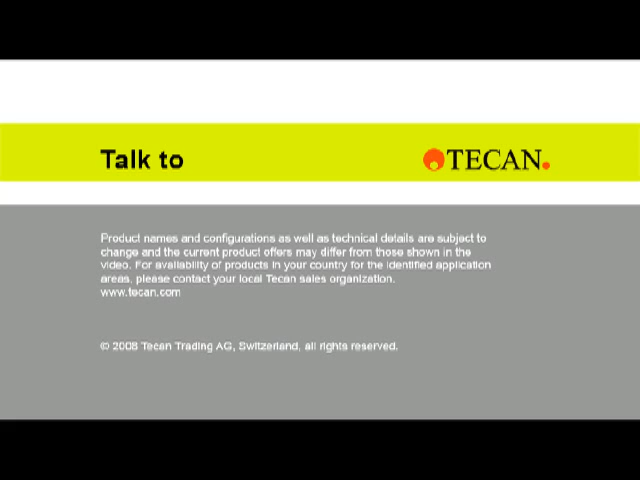 Talk to TECAN.
Product names and configurations as well as technical details are subject to
change and the current product offers may differ from those shown in the
video. For availability of products in your country for the identified application
areas, please contact your local Tecan sales organization.
www.tecan.com
© 2008 Tecan Trading AG, Switzerland, all rights reserved.